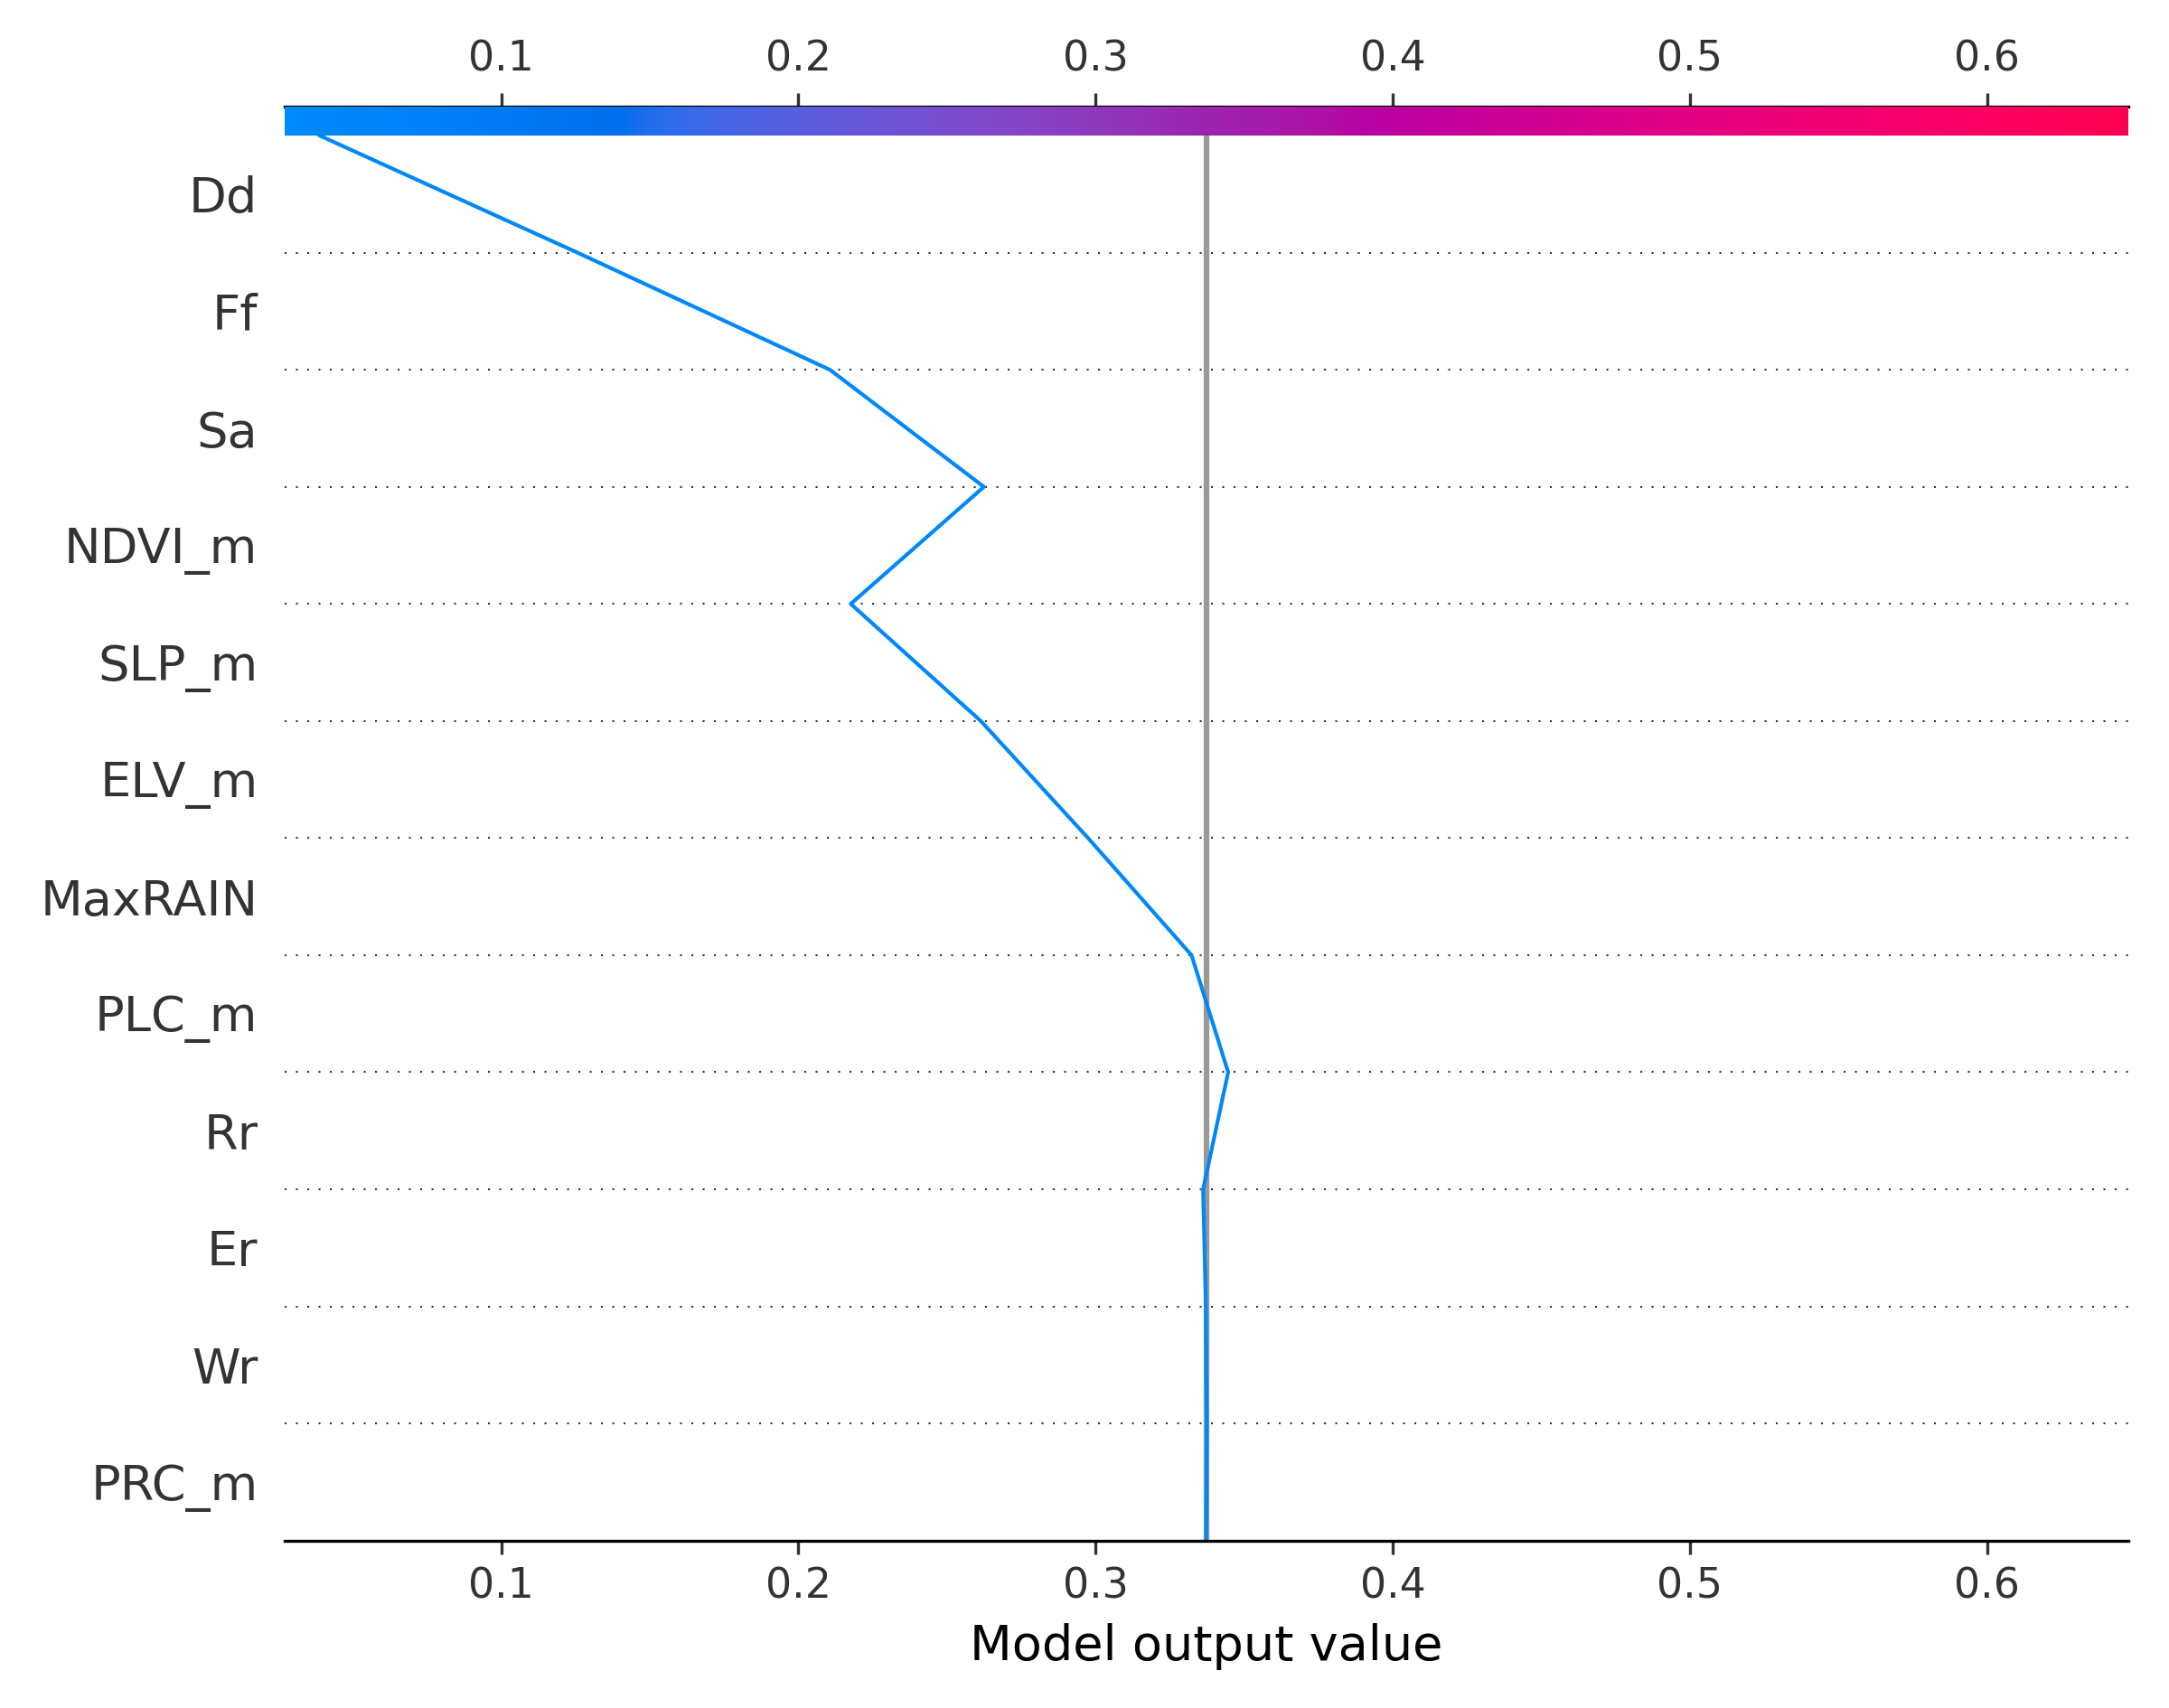 0.1 0.2 0.3 0.4 0.5 0.6
Dd
Ff
Sa
NDVI_m
SLP_m
ELV_m
MaxRAIN
PLC_m
Rr
Er
Wr
PRC_m
0.1 0.2 0.3 0.4 0.5 0.6
Model output value